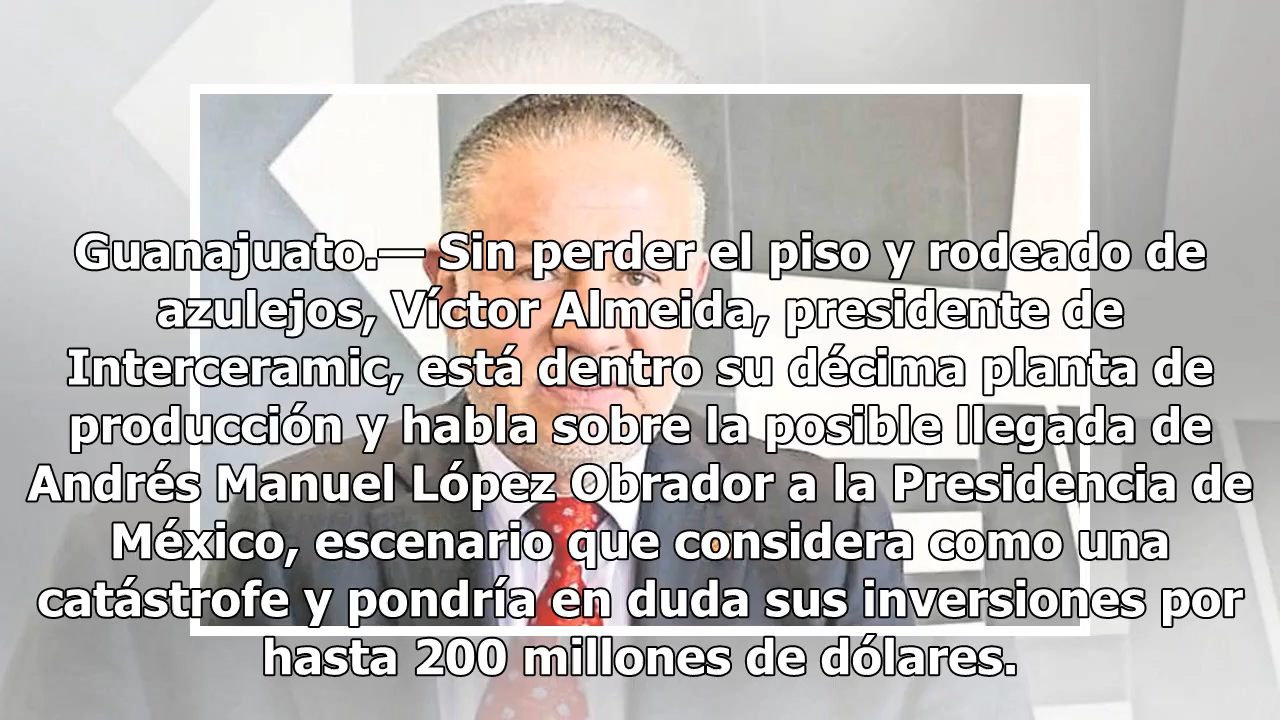 Guanajuato.— Sin perder el piso y rodeado de
azulejos, Víctor Almeida, presidente de
Interceramic, está dentro su décima planta de
producción y habla sobre la posible llegada de
Andrés Manuel López Obrador a la Presidencia de
México, escenario que considera como una
catástrofe y pondría en duda sus inversiones por
hasta 200 millones de dólares.